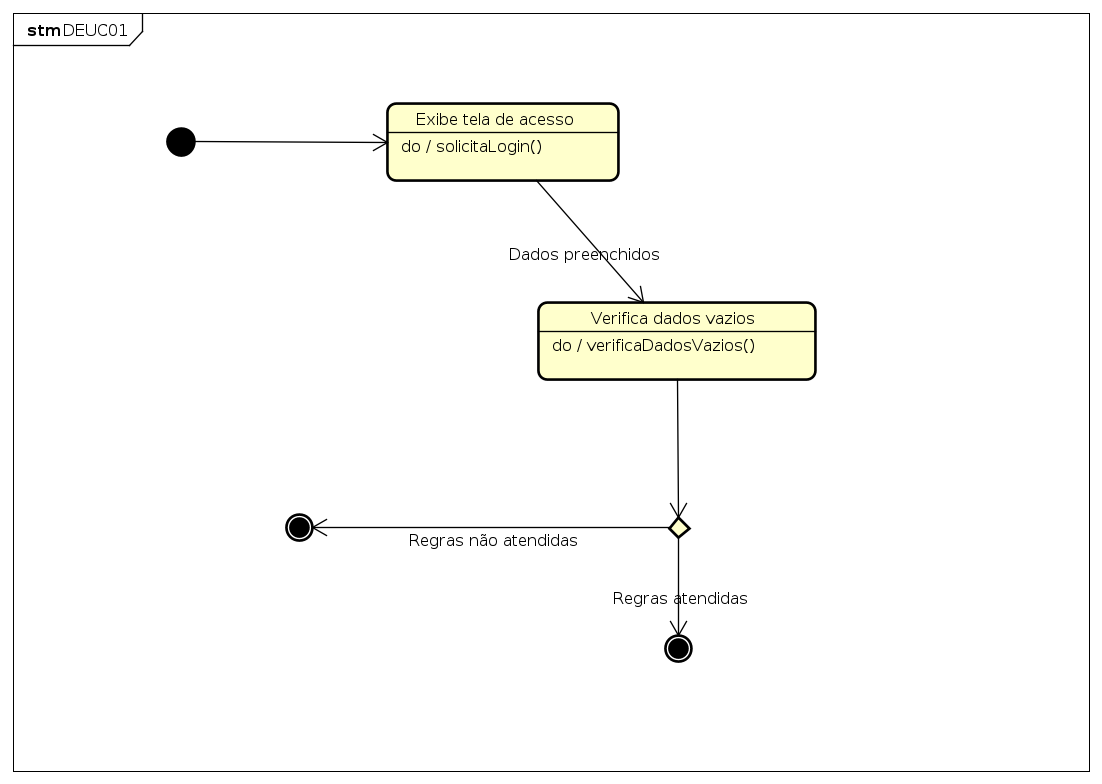 stm DEUC01
Exibe tela de acesso
do / solicitaLogin()
Dados preenchidos
Verifica dados vazios
do / verificaDadosVazios()
Regras não atendidas
Regras atendidas